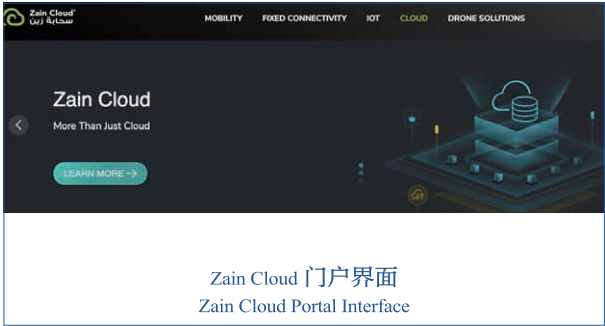 Zain Cloud
سحابة زين
MOBILITY FIXED CONNECTIVITY IOT CLOUD DRONE SOLUTIONS
Zain Cloud
More Than Just Cloud
LEARN MORE →
Zain Cloud 门户界面
Zain Cloud Portal Interface